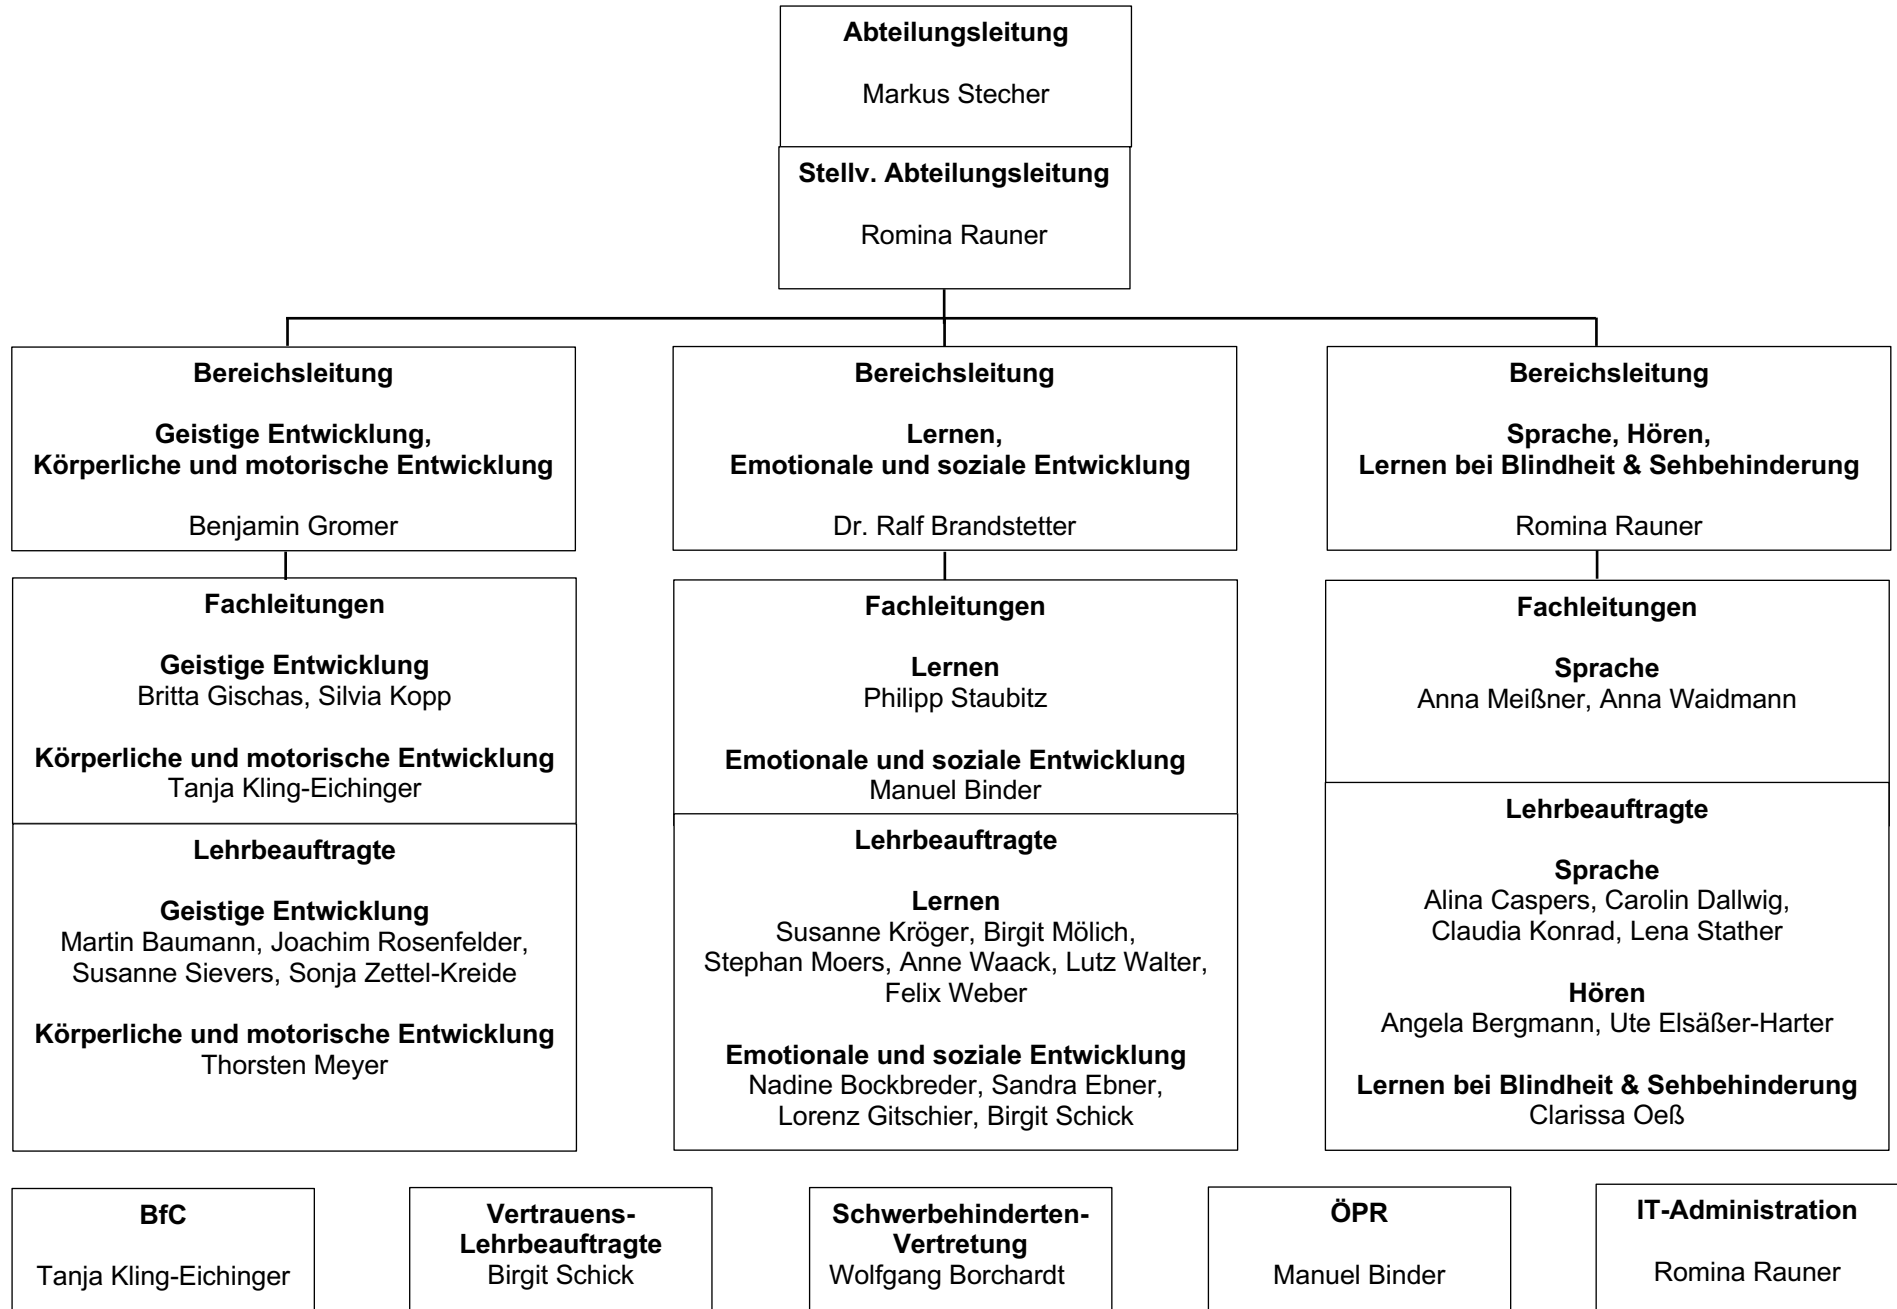 Abteilungsleitung
Markus Stecher
Stellv. Abteilungsleitung
Romina Rauner
Bereichsleitung
Geistige Entwicklung,
Körperliche und motorische Entwicklung
Benjamin Gromer
Bereichsleitung
Lernen,
Emotionale und soziale Entwicklung
Dr. Ralf Brandstetter
Bereichsleitung
Sprache, Hören,
Lernen bei Blindheit & Sehbehinderung
Romina Rauner
Fachleitungen
Geistige Entwicklung
Britta Gischas, Silvia Kopp
Körperliche und motorische Entwicklung
Tanja Kling-Eichinger
Lehrbeauftragte
Geistige Entwicklung
Martin Baumann, Joachim Rosenfelder,
Susanne Sievers, Sonja Zettel-Kreide
Körperliche und motorische Entwicklung
Thorsten Meyer
Fachleitungen
Lernen
Philipp Staubitz
Emotionale und soziale Entwicklung
Manuel Binder
Lehrbeauftragte
Lernen
Susanne Kröger, Birgit Mölich,
Stephan Moers, Anne Waack, Lutz Walter,
Felix Weber
Emotionale und soziale Entwicklung
Nadine Bockbreder, Sandra Ebner,
Lorenz Gitschier, Birgit Schick
Fachleitungen
Sprache
Anna Meißner, Anna Waidmann
Lehrbeauftragte
Sprache
Alina Caspers, Carolin Dallwig,
Claudia Konrad, Lena Stather
Hören
Angela Bergmann, Ute Elsäßer-Harter
Lernen bei Blindheit & Sehbehinderung
Clarissa Oeß
BfC
Tanja Kling-Eichinger
Vertrauens-
Lehrbeauftragte
Birgit Schick
Schwerbehinderten-
Vertretung
Wolfgang Borchardt
ÖPR
Manuel Binder
IT-Administration
Romina Rauner